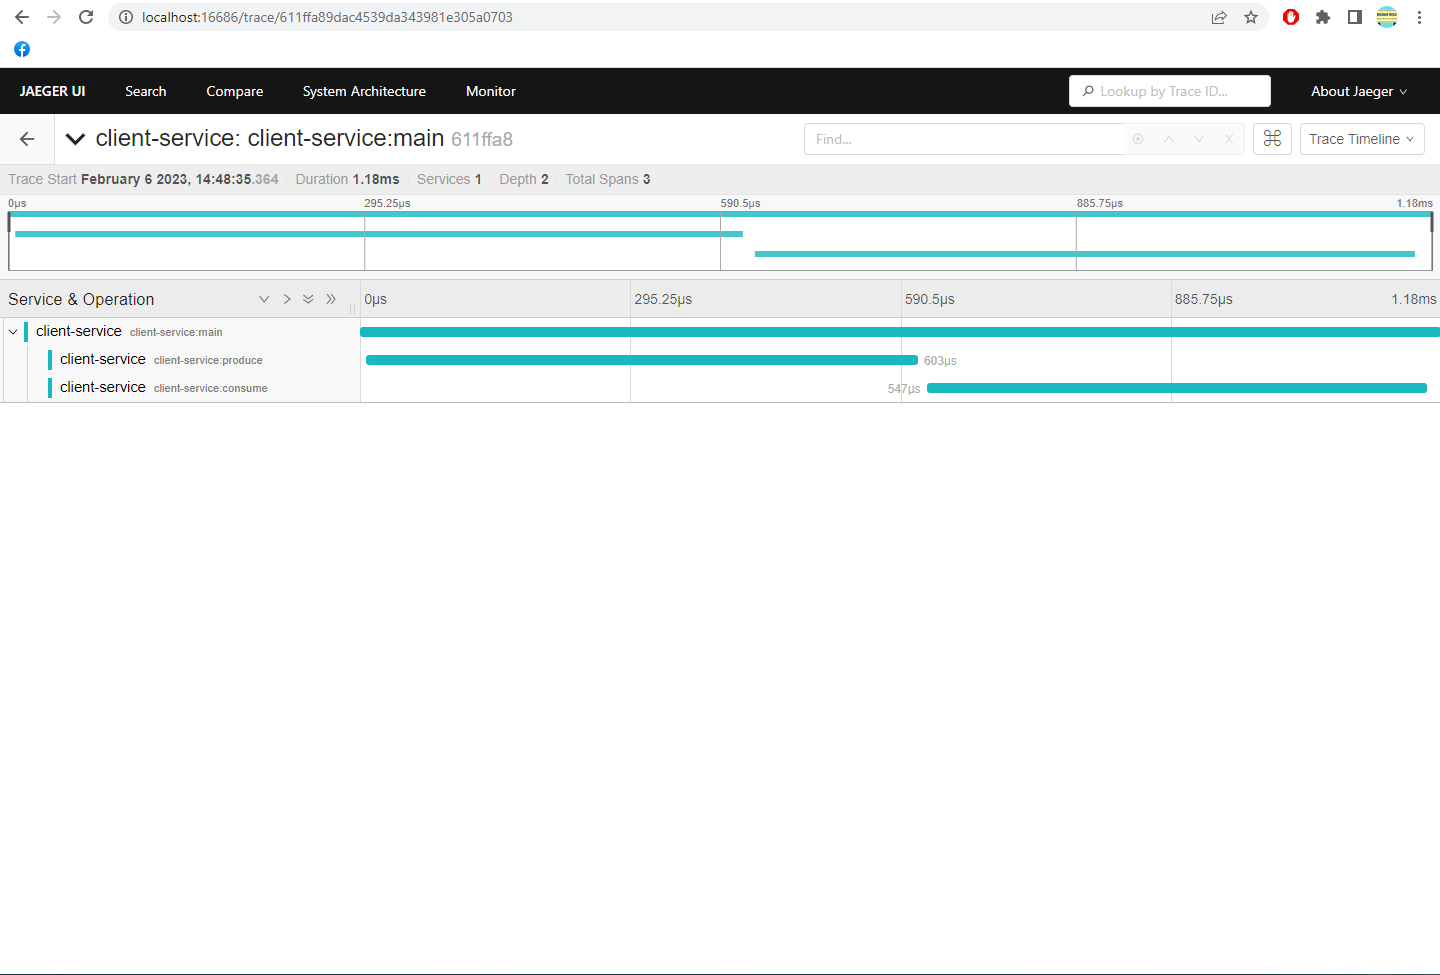 localhost:16686/trace/611ffa89dac4539da343981e305a0703
JAEGER UI Search Compare System Architecture Monitor Lookup by Trace ID... About Jaeger
client-service: client-service:main 611ffa8 Find... Trace Timeline
Trace Start February 6 2023, 14:48:35.364 Duration 1.18ms Services 1 Depth 2 Total Spans 3
0μs 295.25μs 590.5μs 885.75μs 1.18ms
Service & Operation 0μs 295.25μs 590.5μs 885.75μs 1.18ms
client-service client-service:main
client-service client-service:produce 603μs
client-service client-service:consume 547μs